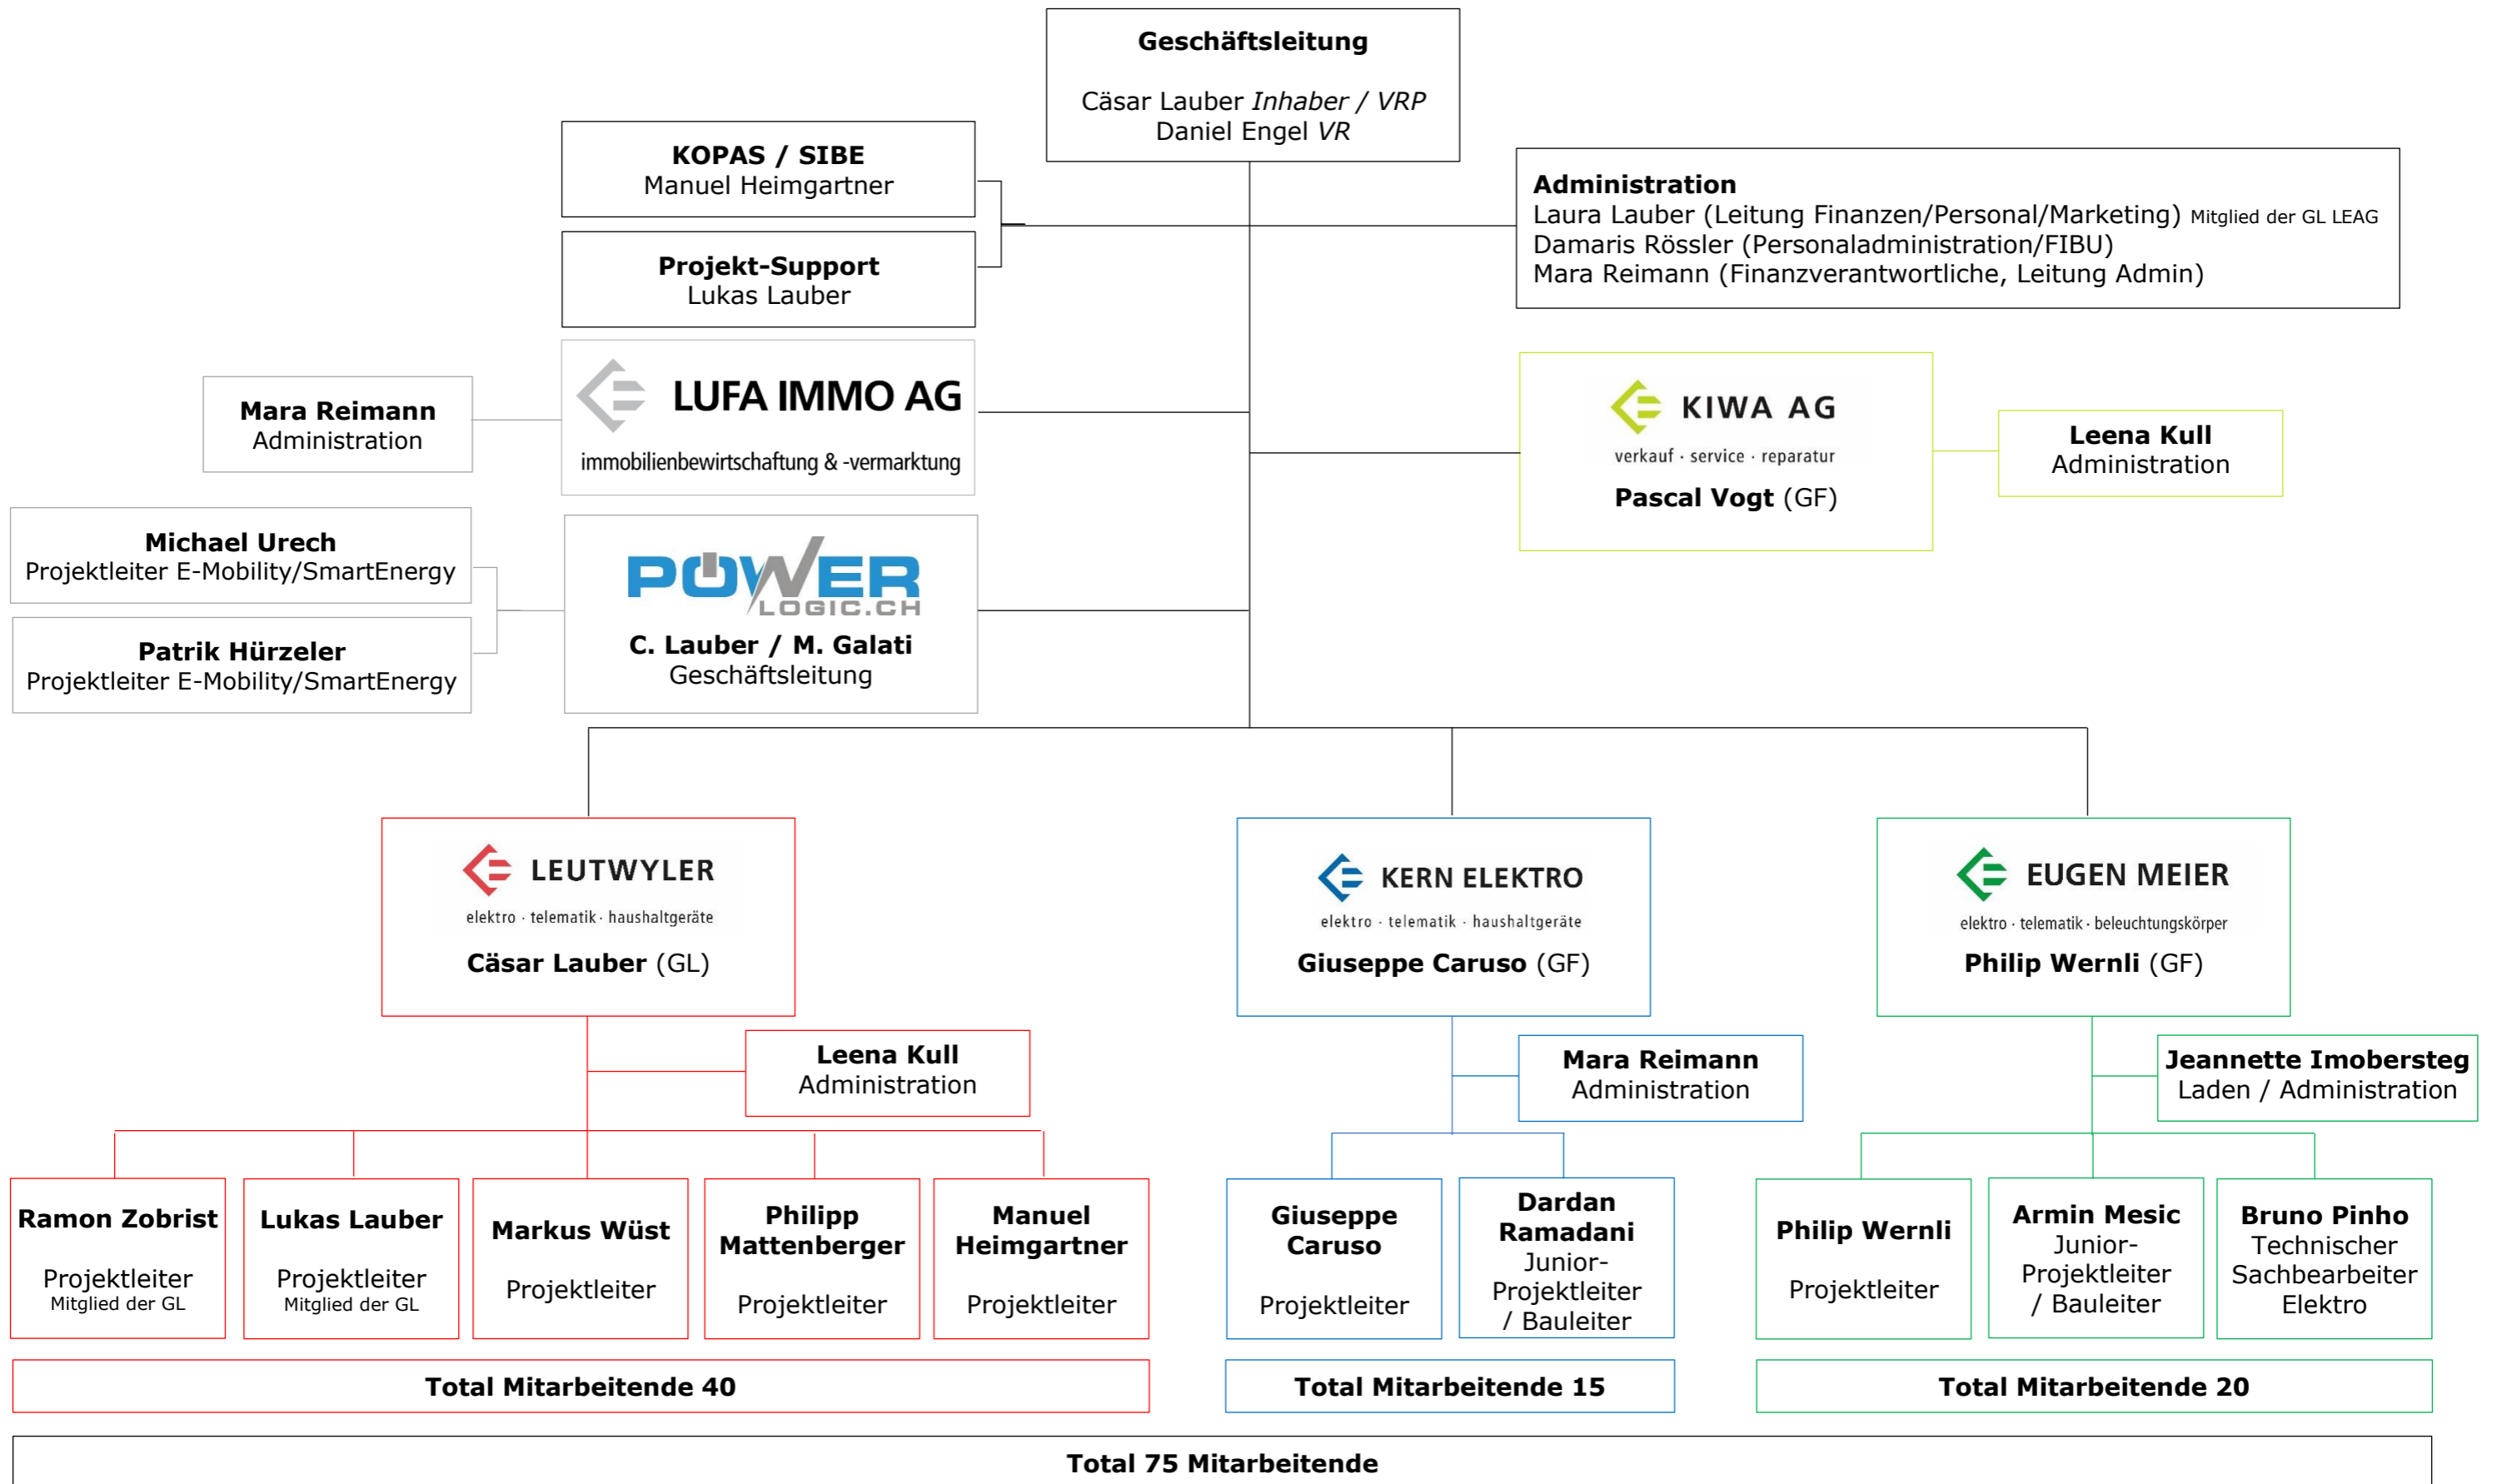 Geschäftsleitung
Cäsar Lauber Inhaber / VRP
Daniel Engel VR
KOPAS / SIBE
Manuel Heimgartner
Projekt-Support
Lukas Lauber
Administration
Laura Lauber (Leitung Finanzen/Personal/Marketing) Mitglied der GL LEAG
Damaris Rössler (Personaladministration/FIBU)
Mara Reimann (Finanzverantwortliche, Leitung Admin)
Mara Reimann
Administration
LUFA IMMO AG
immobilienbewirtschaftung & -vermarktung
KIWA AG
verkauf · service · reparatur
Pascal Vogt (GF)
Leena Kull
Administration
Michael Urech
Projektleiter E-Mobility/SmartEnergy
Patrik Hürzeler
Projektleiter E-Mobility/SmartEnergy
POWER
LOGIC.CH
C. Lauber / M. Galati
Geschäftsleitung
LEUTWYLER
elektro · telematik · haushaltgeräte
Cäsar Lauber (GL)
KERN ELEKTRO
elektro · telematik · haushaltgeräte
Giuseppe Caruso (GF)
EUGEN MEIER
elektro · telematik · beleuchtungskörper
Philip Wernli (GF)
Leena Kull
Administration
Mara Reimann
Administration
Jeannette Imobersteg
Laden / Administration
Ramon Zobrist
Projektleiter
Mitglied der GL
Lukas Lauber
Projektleiter
Mitglied der GL
Markus Wüst
Projektleiter
Philipp
Mattenberger
Projektleiter
Manuel
Heimgartner
Projektleiter
Giuseppe
Caruso
Projektleiter
Dardan
Ramadani
Junior-
Projektleiter
/ Bauleiter
Philip Wernli
Projektleiter
Armin Mesic
Junior-
Projektleiter
/ Bauleiter
Bruno Pinho
Technischer
Sachbearbeiter
Elektro
Total Mitarbeitende 40
Total Mitarbeitende 15
Total Mitarbeitende 20
Total 75 Mitarbeitende